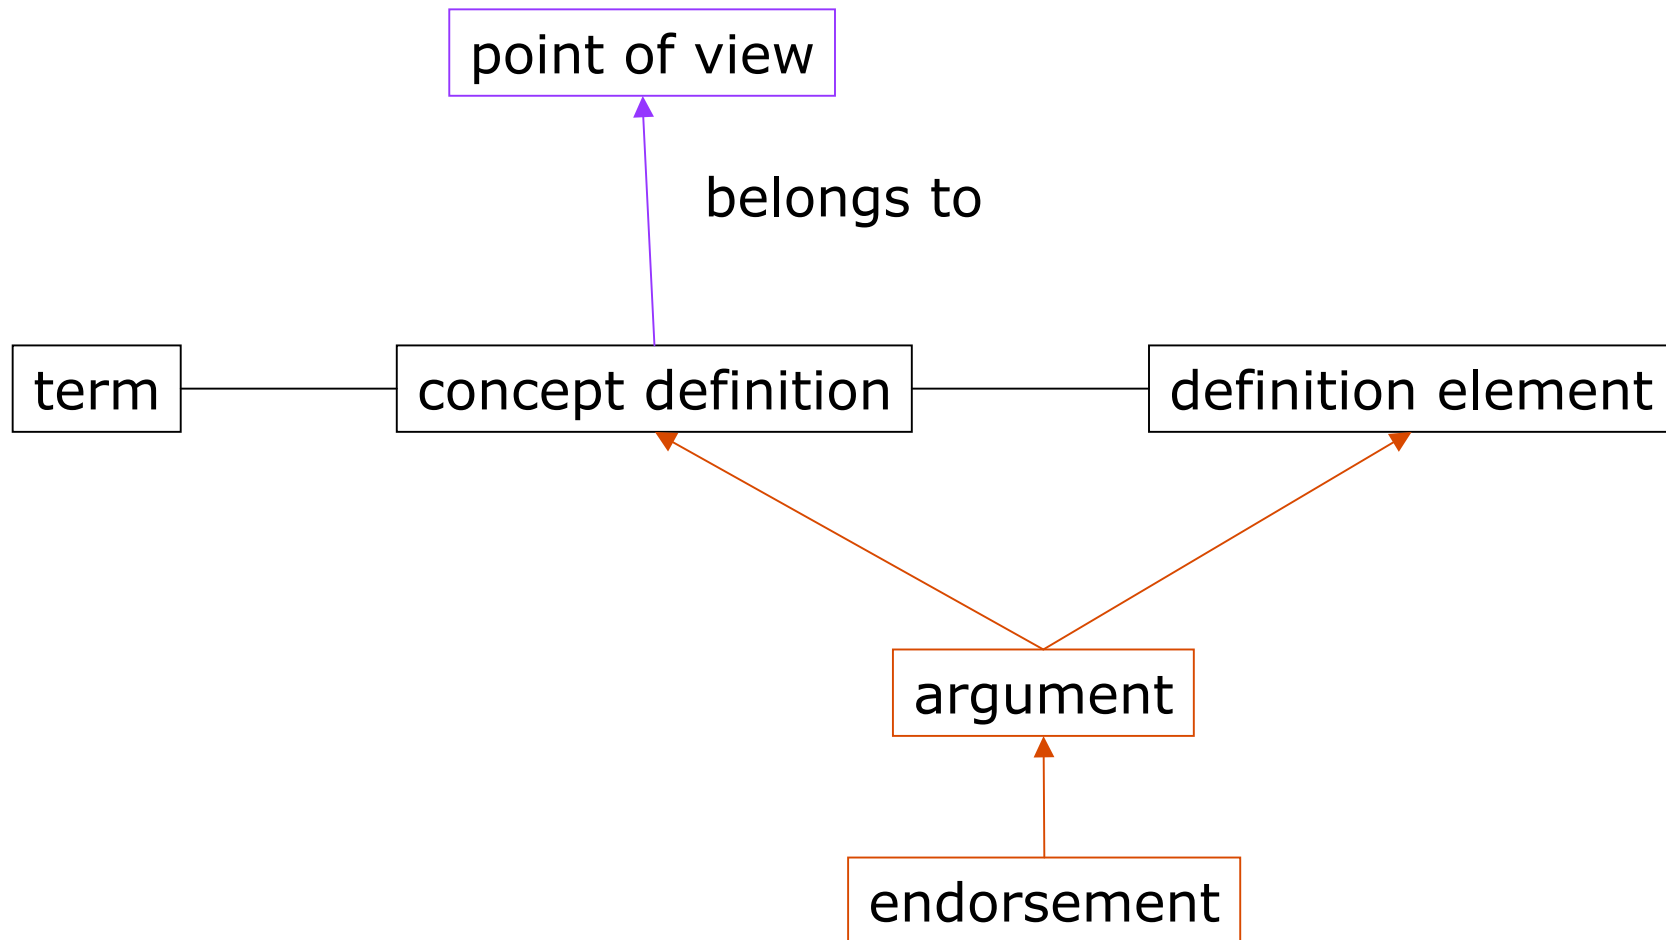 point of view
belongs to
term
concept definition
definition element
argument
endorsement